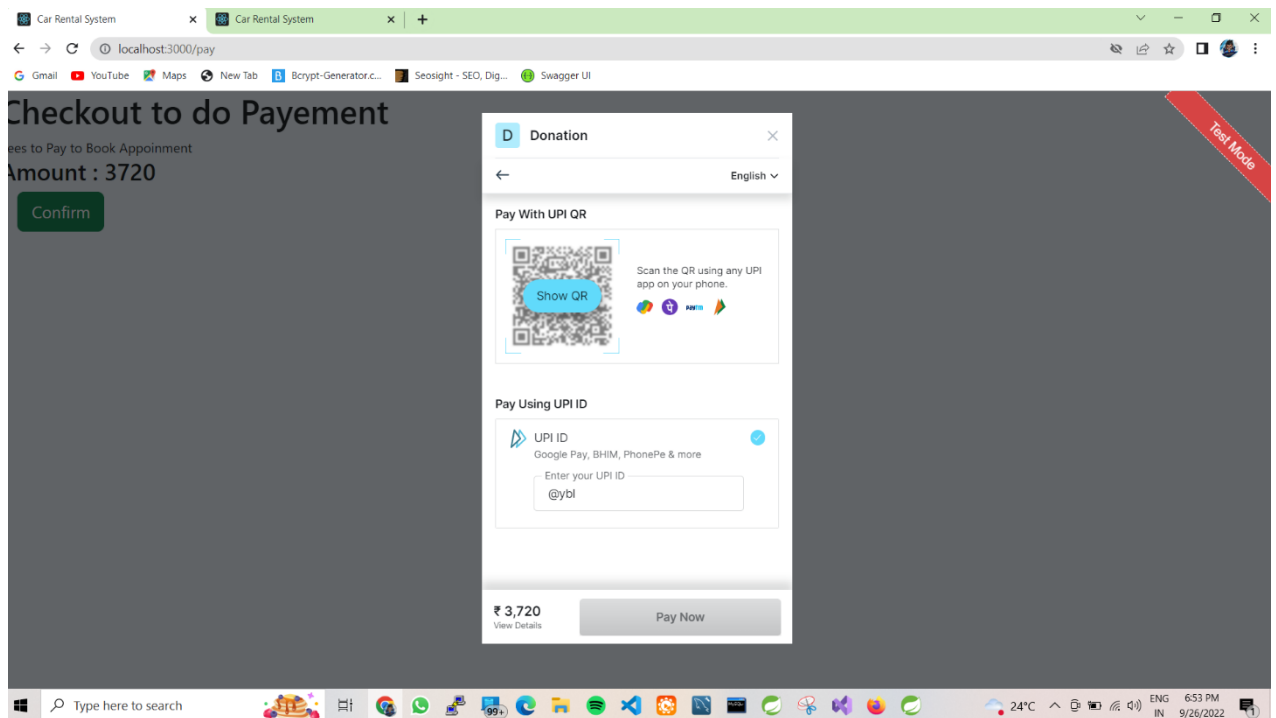 Car Rental System
Car Rental System
localhost:3000/pay
Gmail YouTube Maps New Tab Bcrypt-Generator.c... Seosight - SEO, Dig... Swagger UI
Checkout to do Payement
ees to Pay to Book Appoinment
Amount : 3720
Confirm
Test Mode
D Donation
English
Pay With UPI QR
Show QR
Scan the QR using any UPI
app on your phone.
Pay Using UPI ID
UPI ID
Google Pay, BHIM, PhonePe & more
Enter your UPI ID
@ybl
₹ 3,720
View Details
Pay Now
Type here to search
99+
24°C
ENG
IN
6:53 PM
9/26/2022
1